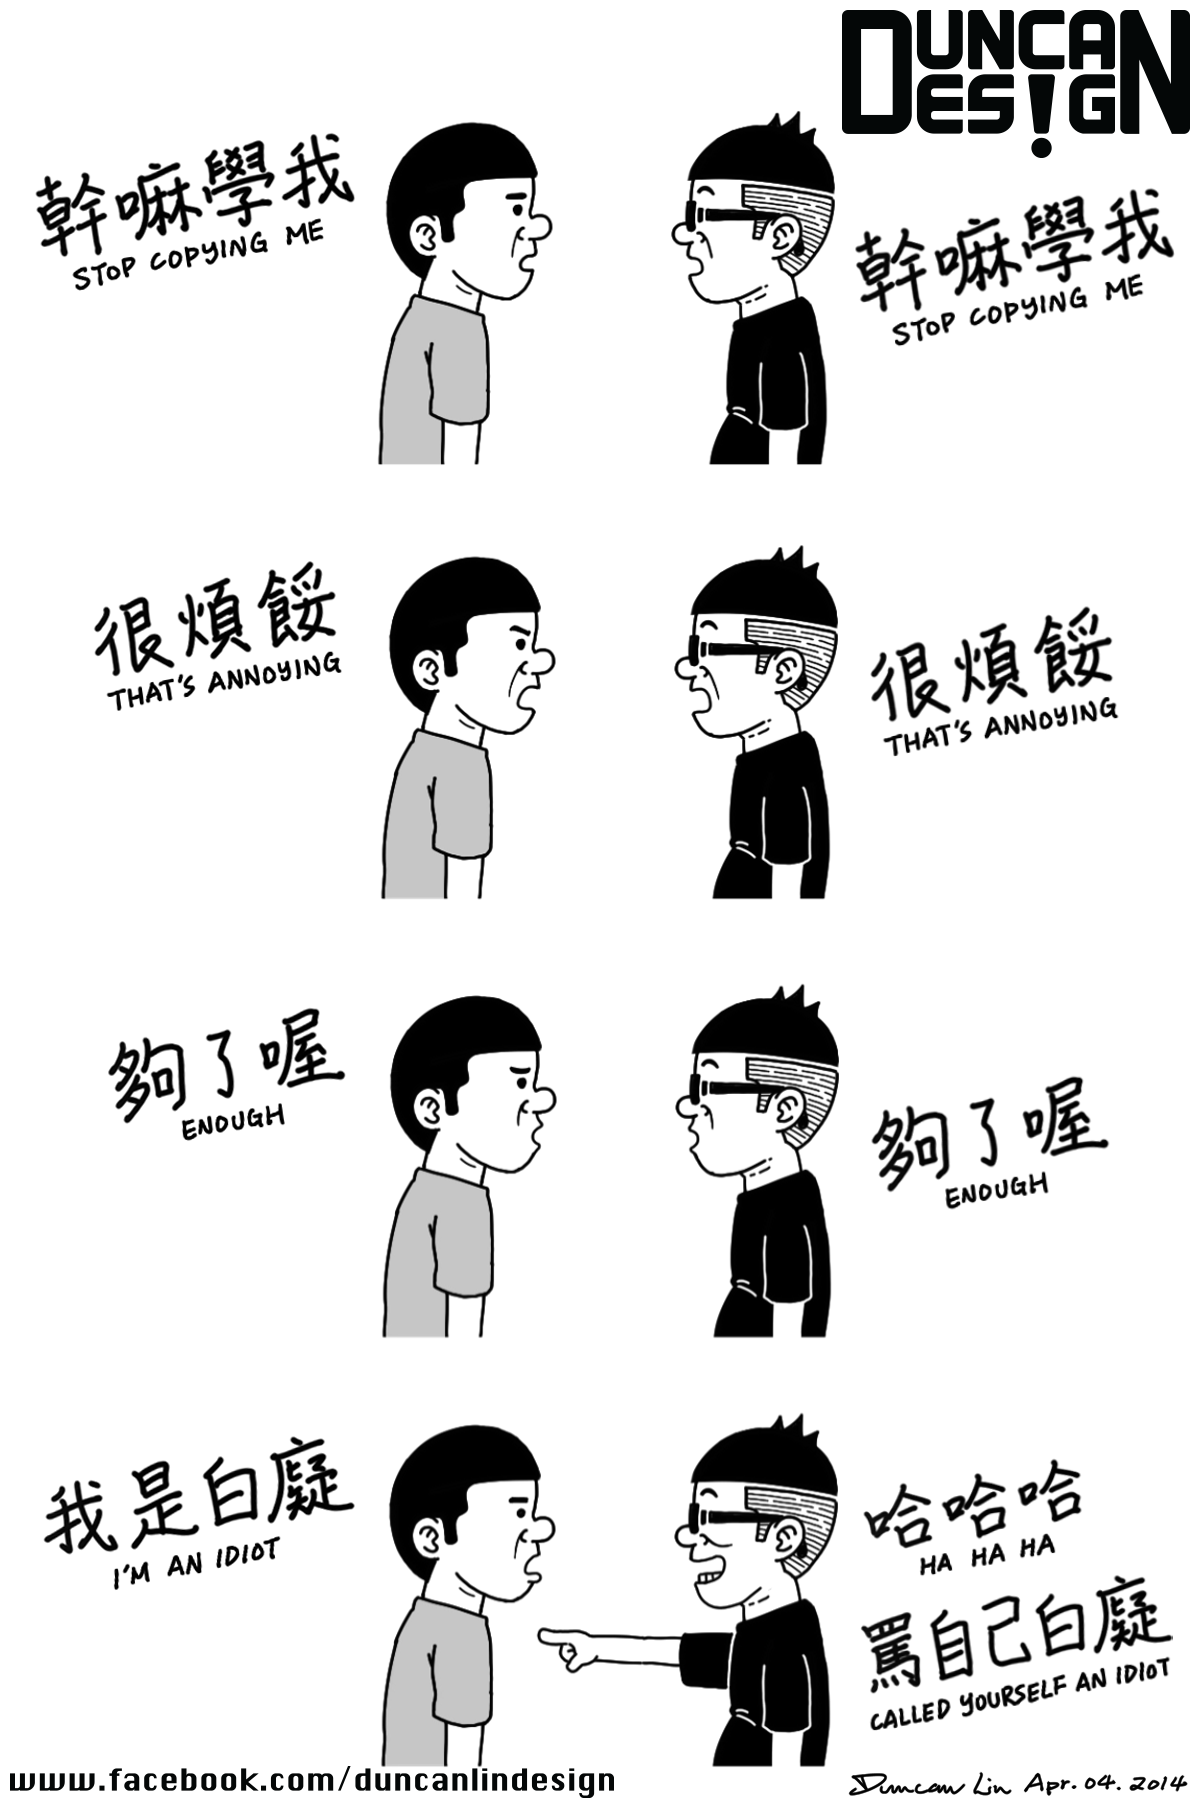 DUNCAN
DES!GN
幹嘛學我
STOP COPYING ME
幹嘛學我
STOP COPYING ME
很煩餒
THAT'S ANNOYING
很煩餒
THAT'S ANNOYING
夠了喔
ENOUGH
夠了喔
ENOUGH
我是白癡
I'M AN IDIOT
哈哈哈
HA HA HA
罵自己白癡
CALLED YOURSELF AN IDIOT
www.facebook.com/duncanlindesign
Duncan Lin Apr. 04. 2014